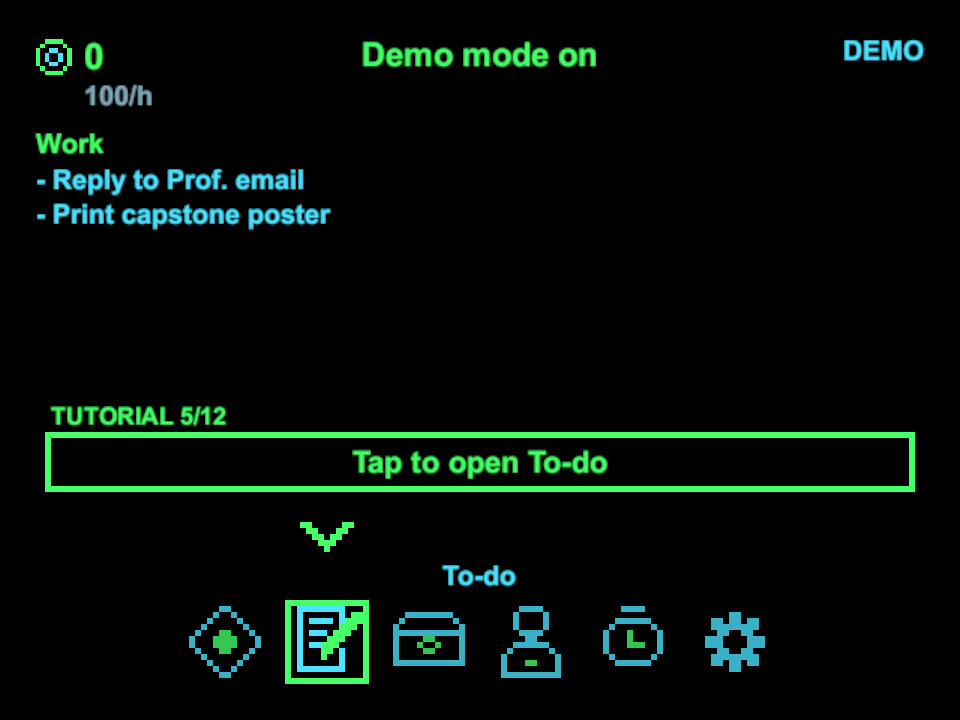 0
Demo mode on
DEMO
100/h
Work
- Reply to Prof. email
- Print capstone poster
TUTORIAL 5/12
Tap to open To-do
To-do